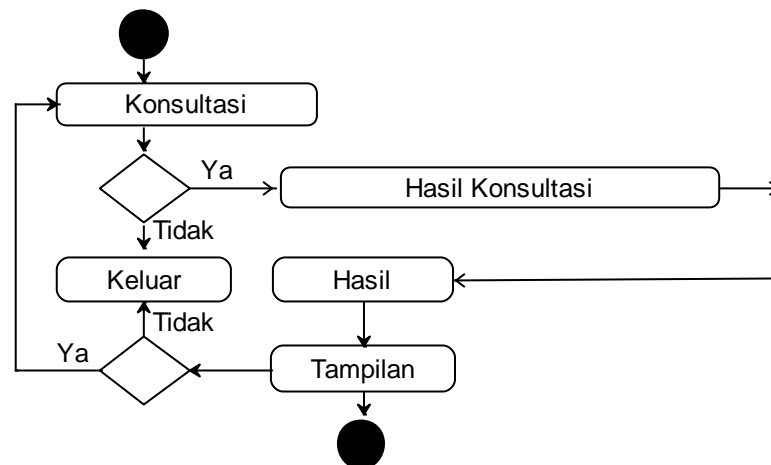 Konsultasi
Ya
Hasil Konsultasi
Tidak
Keluar
Hasil
Tidak
Ya
Tampilan